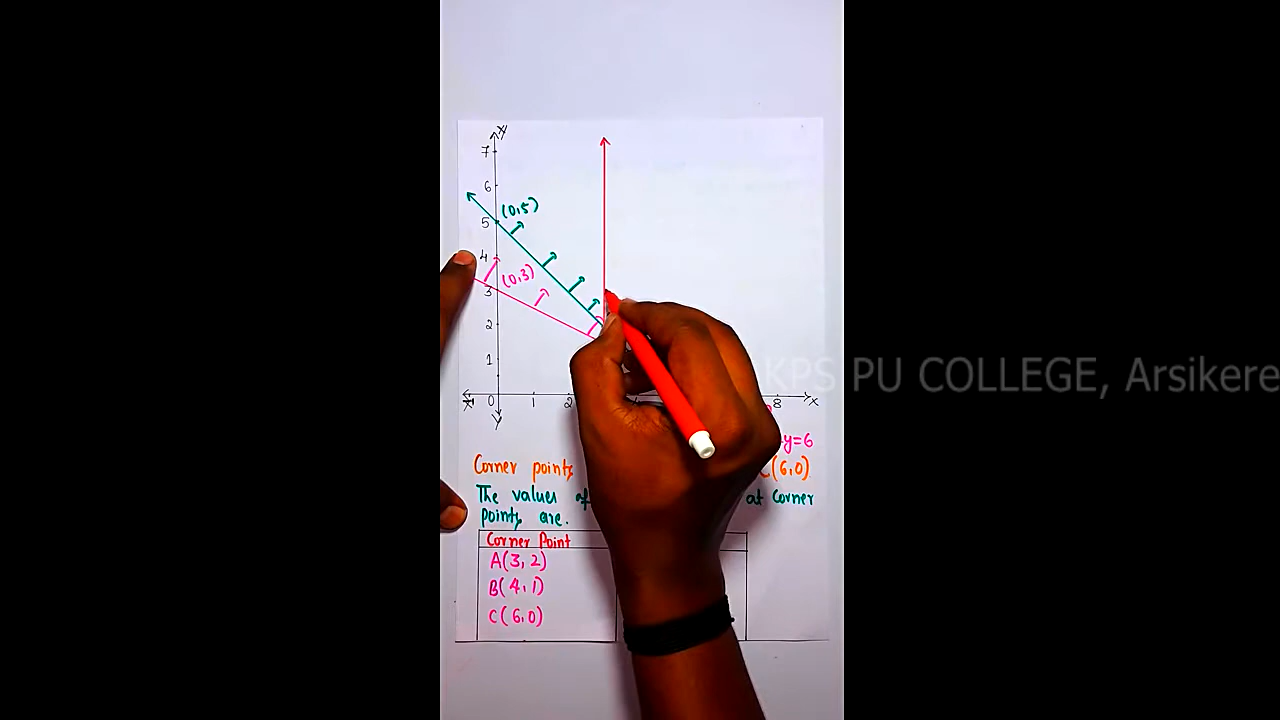 Y
7
6
5
(0,5)
4
(0,3)
3
2
1
X' 0 1 2 8 X
Y'
y=6
Corner points C(6,0)
The values of at corner
points are.
Corner Point
A(3,2)
B(4,1)
C(6,0)
KPS PU COLLEGE, Arsikere